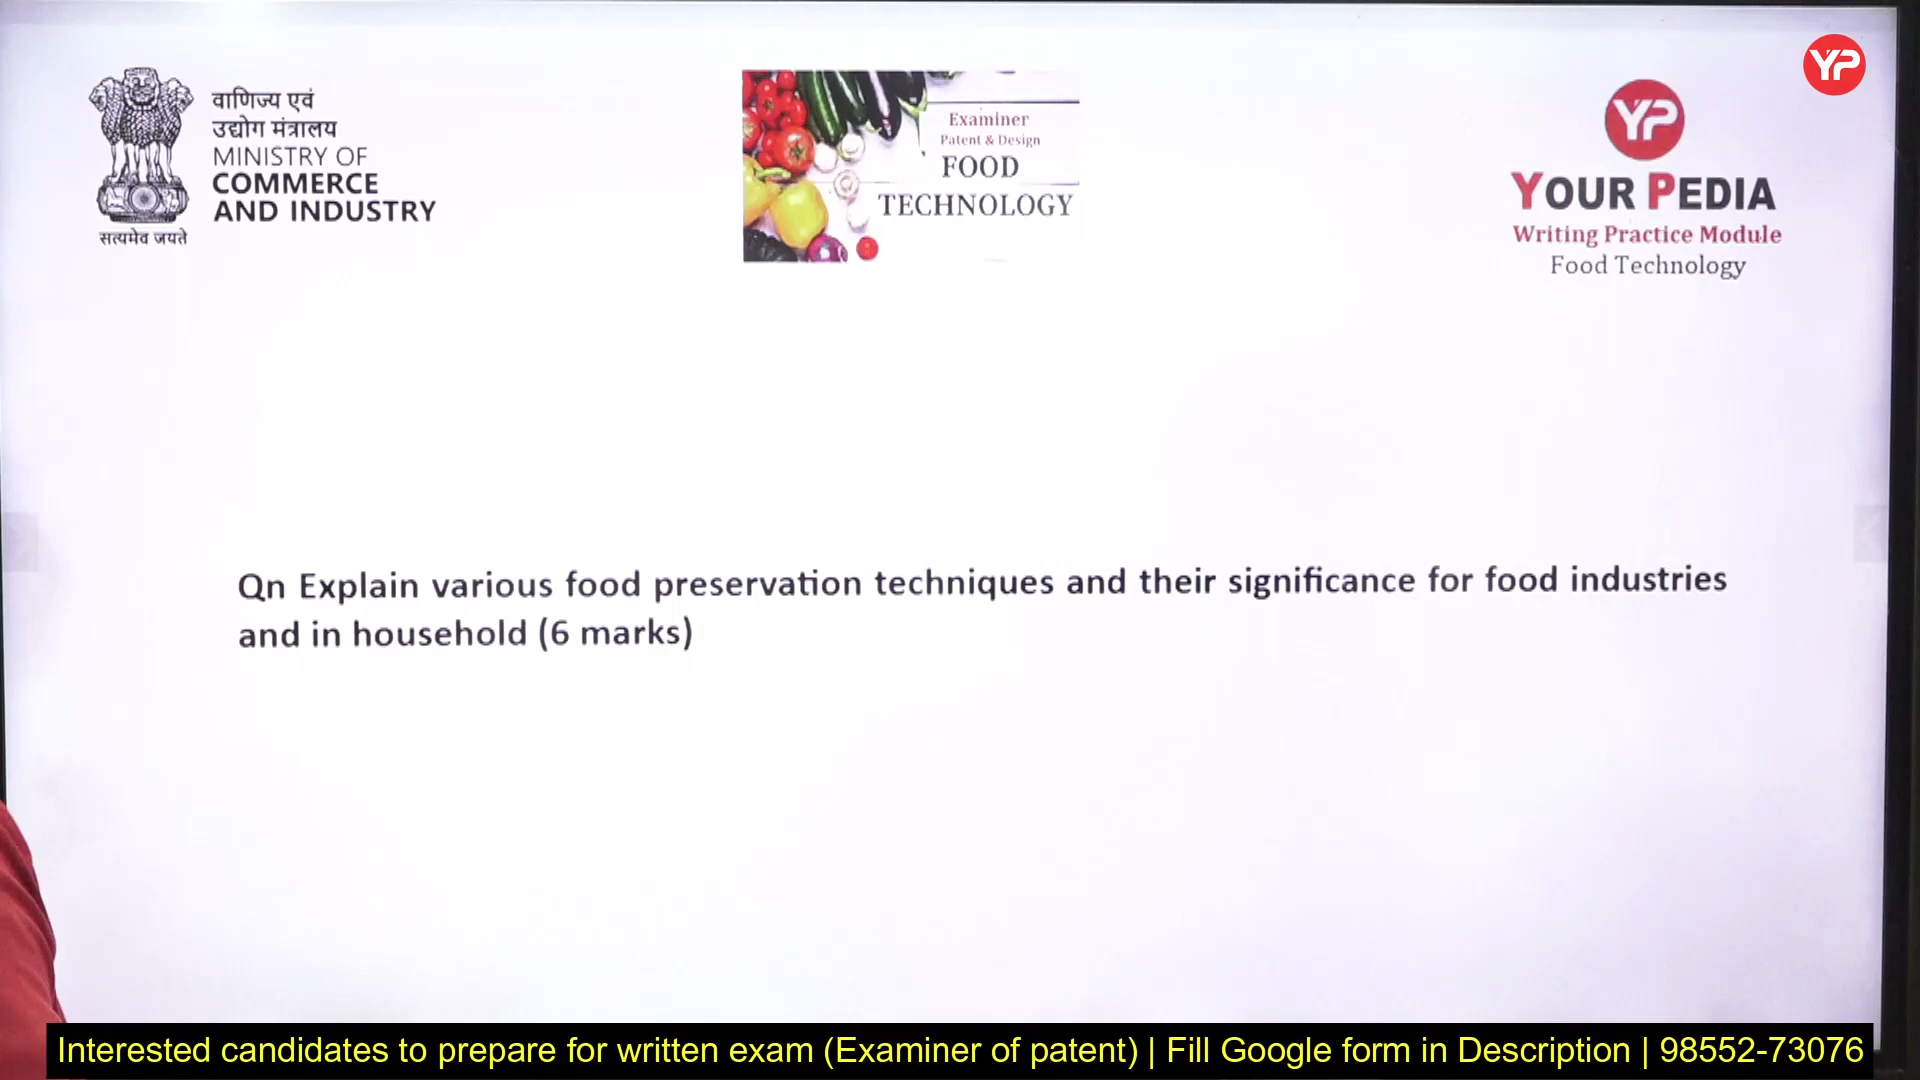 YP
वाणिज्य एवं
उद्योग मंत्रालय
MINISTRY OF
COMMERCE
AND INDUSTRY
सत्यमेव जयते
Examiner
Patent & Design
FOOD
TECHNOLOGY
YP
YOUR PEDIA
Writing Practice Module
Food Technology
Qn Explain various food preservation techniques and their significance for food industries
and in household (6 marks)
Interested candidates to prepare for written exam (Examiner of patent) | Fill Google form in Description | 98552-73076